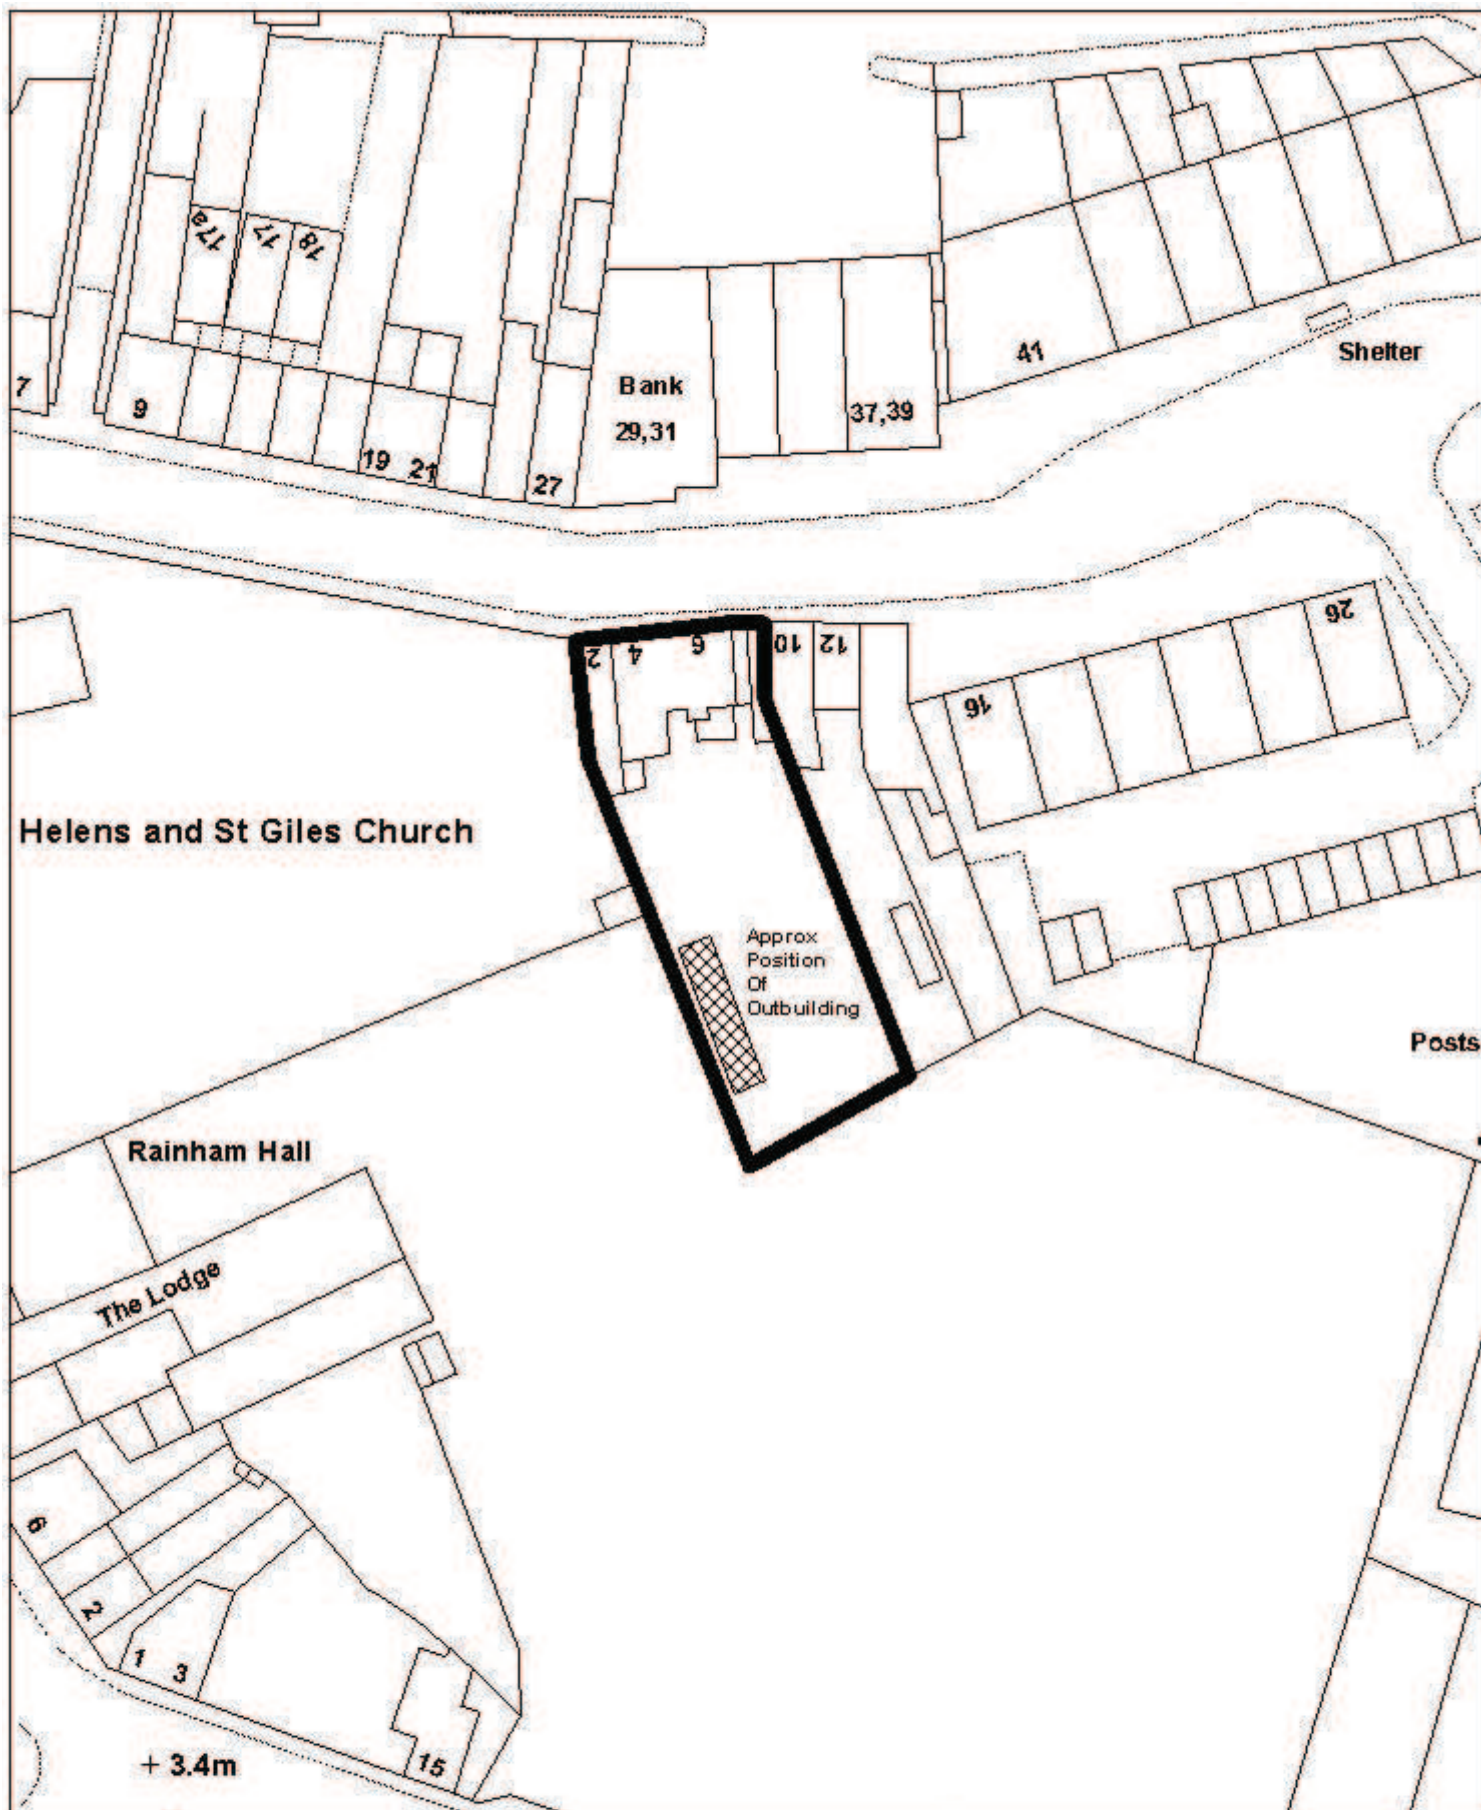 17a
17
18
7
9
19
21
27
Bank
29,31
37,39
41
Shelter
2
4
6
10
12
16
26
Helens and St Giles Church
Approx
Position
Of
Outbuilding
Posts
Rainham Hall
The Lodge
6
2
1
3
15
+ 3.4m